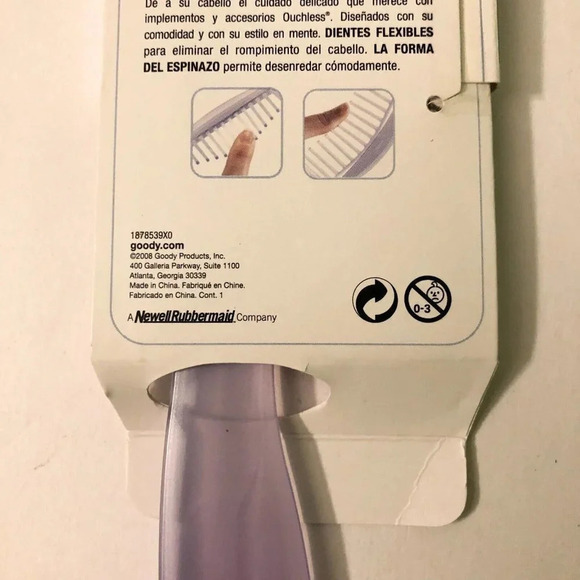 De a su cabello el cuidado delicado que merece con
implementos y accesorios Ouchless®. Diseñados con su
comodidad y con su estilo en mente. DIENTES FLEXIBLES
para eliminar el rompimiento del cabello. LA FORMA
DEL ESPINAZO permite desenredar cómodamente.
1878539X0
goody.com
©2008 Goody Products, Inc.
400 Galleria Parkway, Suite 1100
Atlanta, Georgia 30339
Made in China. Fabriqué en Chine.
Fabricado en China. Cont. 1
A NewellRubbermaid Company
0-3